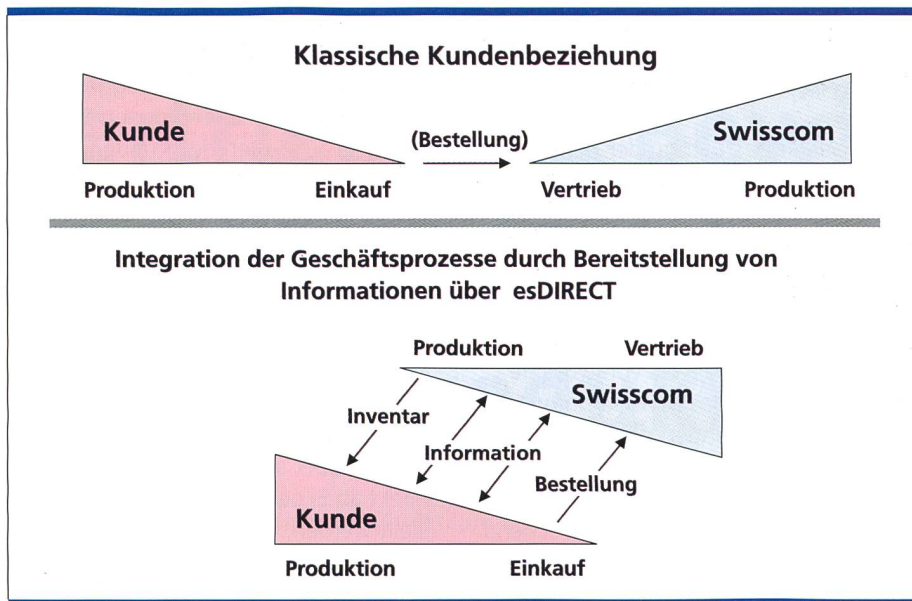 Klassische Kundenbeziehung
Kunde
(Bestellung)
Swisscom
Produktion
Einkauf
Vertrieb
Produktion
Integration der Geschäftsprozesse durch Bereitstellung von
Informationen über esDIRECT
Produktion
Vertrieb
Swisscom
Inventar
Information
Bestellung
Kunde
Produktion
Einkauf